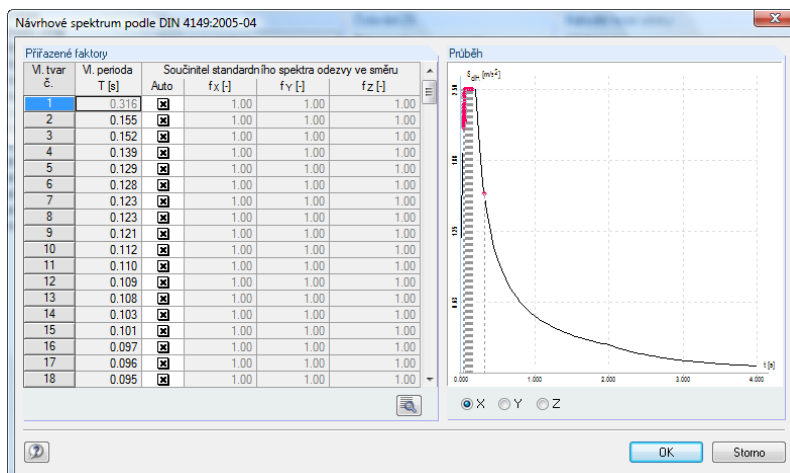 Návrhové spektrum podle DIN 4149:2005-04
Přiřazené faktory
Vl. tvar Vl. perioda Součinitel standardního spektra odezvy ve směru
č. T [s] Auto fX [-] fY [-] fZ [-]
1 0.316 1.00 1.00 1.00
2 0.155 1.00 1.00 1.00
3 0.152 1.00 1.00 1.00
4 0.139 1.00 1.00 1.00
5 0.129 1.00 1.00 1.00
6 0.128 1.00 1.00 1.00
7 0.123 1.00 1.00 1.00
8 0.123 1.00 1.00 1.00
9 0.121 1.00 1.00 1.00
10 0.112 1.00 1.00 1.00
11 0.110 1.00 1.00 1.00
12 0.109 1.00 1.00 1.00
13 0.108 1.00 1.00 1.00
14 0.103 1.00 1.00 1.00
15 0.101 1.00 1.00 1.00
16 0.097 1.00 1.00 1.00
17 0.096 1.00 1.00 1.00
18 0.095 1.00 1.00 1.00
Průběh
SdH [m/s²]
1.25
t [s]
0.000 1.000 2.000 3.000 4.000
X Y Z
OK Storno